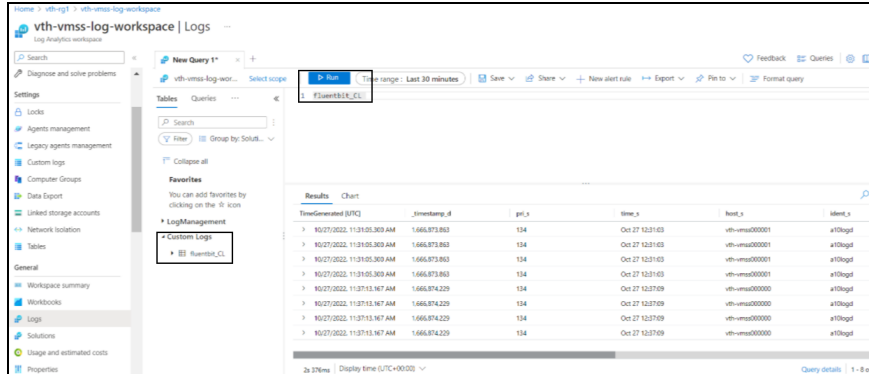 Home > vth-rg1 > vth-vmss-log-workspace
vth-vmss-log-workspace | Logs ...
Log Analytics workspace
Search
«
Diagnose and solve problems
Settings
Locks
Agents management
Legacy agents management
Custom logs
Computer Groups
Data Export
Linked storage accounts
Network Isolation
Tables
General
Workspace summary
Workbooks
Logs
Solutions
Usage and estimated costs
Properties
New Query 1* × +
Feedback Queries
vth-vmss-log-wor... Select scope
Run Time range : Last 30 minutes Save Share New alert rule Export Pin to Format query
Tables Queries ... «
Search
Filter Group by: Soluti...
Collapse all
Favorites
You can add favorites by
clicking on the ☆ icon
LogManagement
Custom Logs
fluentbit_CL
1 fluentbit_CL
...
Results Chart
TimeGenerated [UTC] _timestamp_d pri_s time_s host_s ident_s
> 10/27/2022, 11:31:05.303 AM 1,666,873.863 134 Oct 27 12:31:03 vth-vmss000001 a10logd
> 10/27/2022, 11:31:05.303 AM 1,666,873.863 134 Oct 27 12:31:03 vth-vmss000001 a10logd
> 10/27/2022, 11:31:05.303 AM 1,666,873.863 134 Oct 27 12:31:03 vth-vmss000001 a10logd
> 10/27/2022, 11:31:05.303 AM 1,666,873.863 134 Oct 27 12:31:03 vth-vmss000001 a10logd
> 10/27/2022, 11:37:13.167 AM 1,666,874.229 134 Oct 27 12:37:09 vth-vmss000000 a10logd
> 10/27/2022, 11:37:13.167 AM 1,666,874.229 134 Oct 27 12:37:09 vth-vmss000000 a10logd
> 10/27/2022, 11:37:13.167 AM 1,666,874.229 134 Oct 27 12:37:09 vth-vmss000000 a10logd
> 10/27/2022, 11:37:13.167 AM 1,666,874.229 134 Oct 27 12:37:09 vth-vmss000000 a10logd
2s 376ms Display time (UTC+00:00) Query details 1 - 8